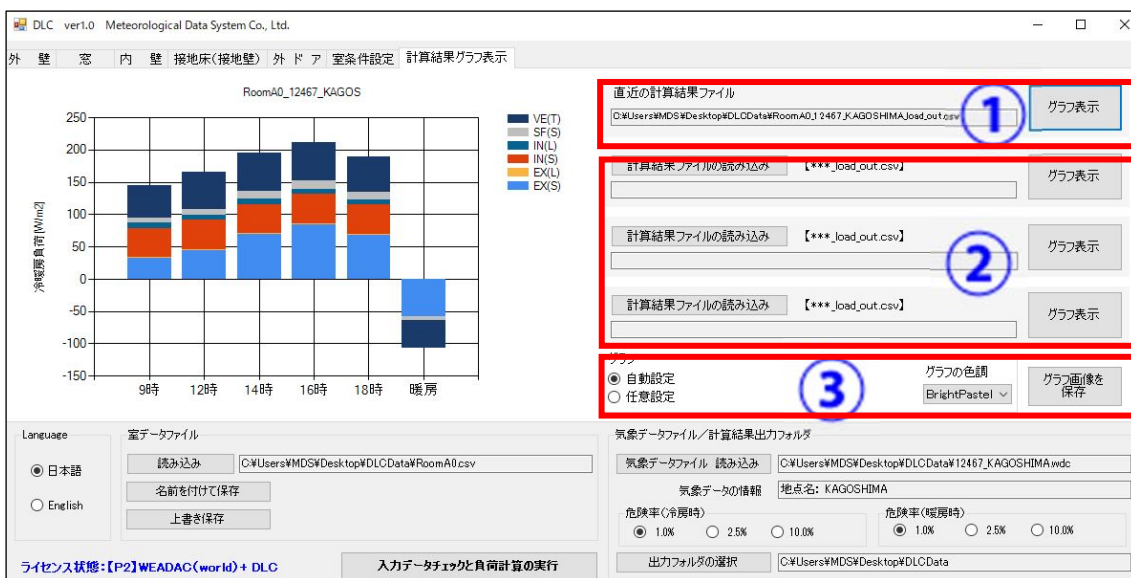 DLC ver1.0 Meteorological Data System Co., Ltd.
外 壁 窓 内 壁 接地床(接地壁) 外 ド ア 室条件設定 計算結果グラフ表示
RoomA0_12467_KAGOS
冷暖房負荷[W/m2]
250
200
150
100
50
0
-50
-100
-150
9時 12時 14時 16時 18時 暖房
VE(T)
SF(S)
IN(L)
IN(S)
EX(L)
EX(S)
直近の計算結果ファイル
C:¥Users¥MDS¥Desktop¥DLCData¥RoomA0_12467_KAGOSHIMA_load_out.csv
① グラフ表示
計算結果ファイルの読み込み 【***_load_out.csv】
グラフ表示
計算結果ファイルの読み込み 【***_load_out.csv】
② グラフ表示
計算結果ファイルの読み込み 【***_load_out.csv】
グラフ表示
グラフ
自動設定
任意設定
③
グラフの色調
BrightPastel
グラフ画像を
保存
Language
日本語
English
室データファイル
読み込み C:¥Users¥MDS¥Desktop¥DLCData¥RoomA0.csv
名前を付けて保存
上書き保存
ライセンス状態:【P2】WEADAC(world)+ DLC
入力データチェックと負荷計算の実行
気象データファイル/計算結果出力フォルダ
気象データファイル 読み込み C:¥Users¥MDS¥Desktop¥DLCData¥12467_KAGOSHIMA.wdc
気象データの情報 地点名: KAGOSHIMA
危険率(冷房時)
1.0% 2.5% 10.0%
危険率(暖房時)
1.0% 2.5% 10.0%
出力フォルダの選択 C:¥Users¥MDS¥Desktop¥DLCData